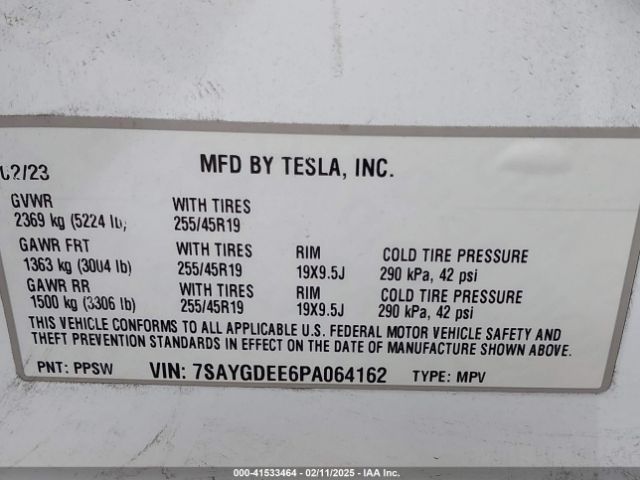 02/23 MFD BY TESLA, INC.
GVWR WITH TIRES
2369 kg (5224 lb) 255/45R19
GAWR FRT WITH TIRES RIM COLD TIRE PRESSURE
1363 kg (3004 lb) 255/45R19 19X9.5J 290 kPa, 42 psi
GAWR RR WITH TIRES RIM COLD TIRE PRESSURE
1500 kg (3306 lb) 255/45R19 19X9.5J 290 kPa, 42 psi
THIS VEHICLE CONFORMS TO ALL APPLICABLE U.S. FEDERAL MOTOR VEHICLE SAFETY AND
THEFT PREVENTION STANDARDS IN EFFECT ON THE DATE OF MANUFACTURE SHOWN ABOVE.
PNT: PPSW VIN: 7SAYGDEE6PA064162 TYPE: MPV
000-41533464 - 02/11/2025 - IAA Inc.